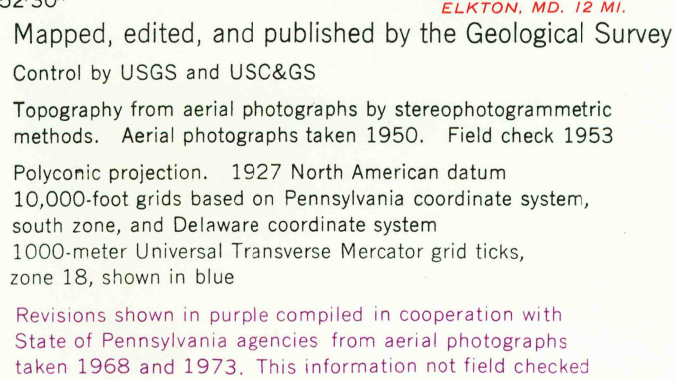 52'30"
ELKTON, MD. 12 MI.
Mapped, edited, and published by the Geological Survey
Control by USGS and USC&GS
Topography from aerial photographs by stereophotogrammetric
methods. Aerial photographs taken 1950. Field check 1953
Polyconic projection. 1927 North American datum
10,000-foot grids based on Pennsylvania coordinate system,
south zone, and Delaware coordinate system
1000-meter Universal Transverse Mercator grid ticks,
zone 18, shown in blue
Revisions shown in purple compiled in cooperation with
State of Pennsylvania agencies from aerial photographs
taken 1968 and 1973. This information not field checked